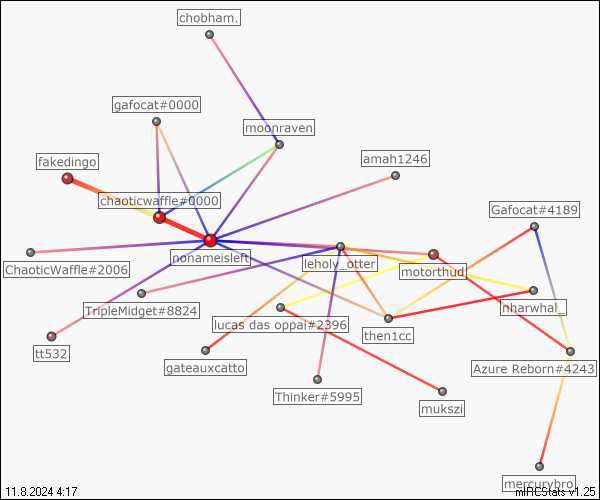 chobham.
gafocat#0000
moonraven
fakedingo
amah1246
chaoticwaffle#0000
Gafocat#4189
nonameisleft
leholy_otter
ChaoticWaffle#2006
motorthud
TripleMidget#8824
nharwhal_
lucas das oppai#2396
then1cc
tt532
gateauxcatto
Azure Reborn#4243
Thinker#5995
mukszi
mercurybro
11.8.2024 4:17
mIRCStats v1.25